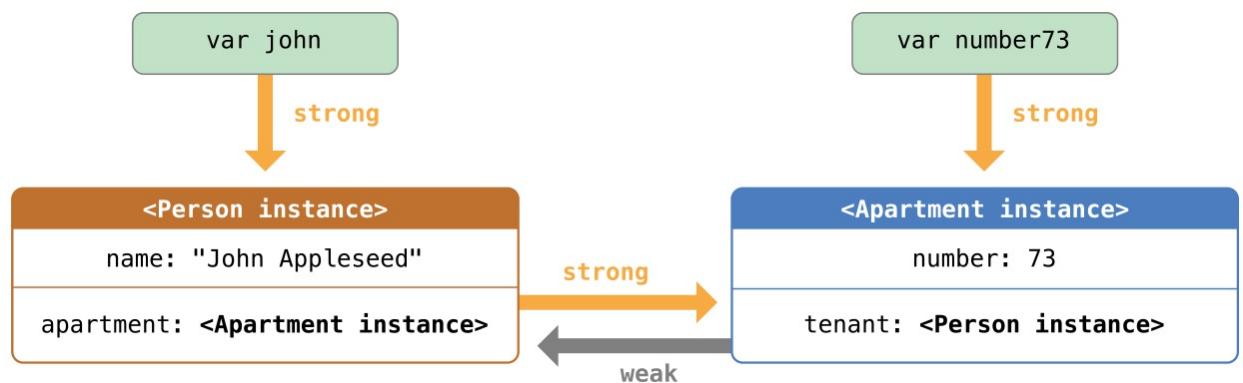 var john
var number73
strong
strong
<Person instance>
<Apartment instance>
name: "John Appleseed"
number: 73
strong
apartment: <Apartment instance>
tenant: <Person instance>
weak